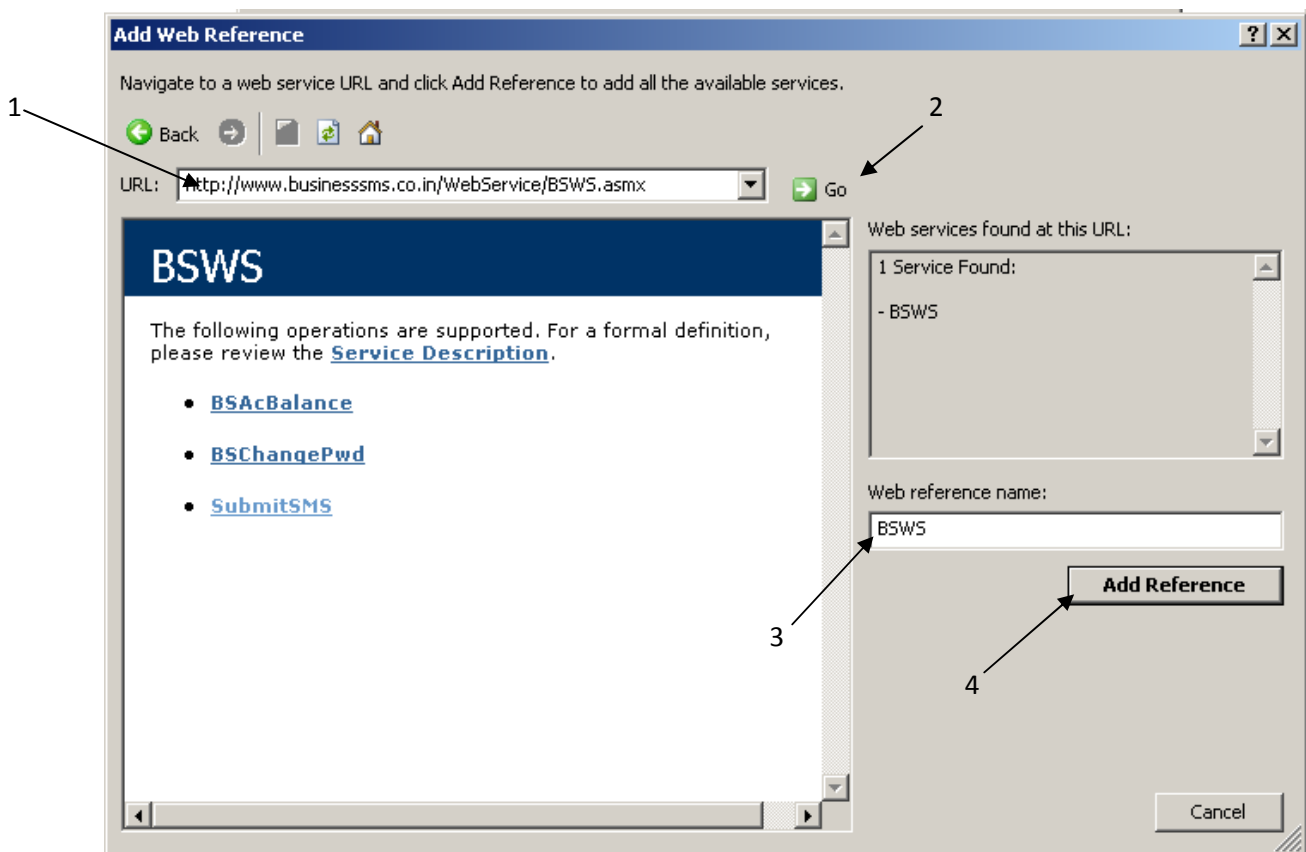 Add Web Reference
Navigate to a web service URL and click Add Reference to add all the available services.
1
2
Back
URL: http://www.businesssms.co.in/WebService/BSWS.asmx
Go
BSWS
The following operations are supported. For a formal definition,
please review the Service Description.
• BSAcBalance
• BSChangePwd
• SubmitSMS
Web services found at this URL:
1 Service Found:
- BSWS
Web reference name:
BSWS
Add Reference
3
4
Cancel